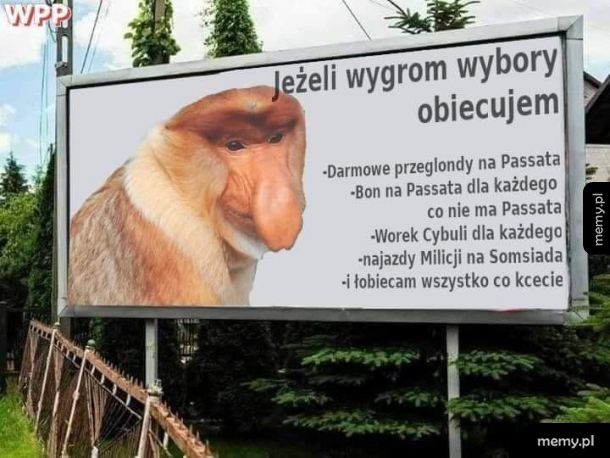 WPP
Jeżeli wygrom wybory
obiecujem
-Darmowe przeglondy na Passata
-Bon na Passata dla każdego
co nie ma Passata
-Worek Cybuli dla każdego
-najazdy Milicji na Somsiada
-i łobiecam wszystko co kcecie
memy.pl
memy.pl